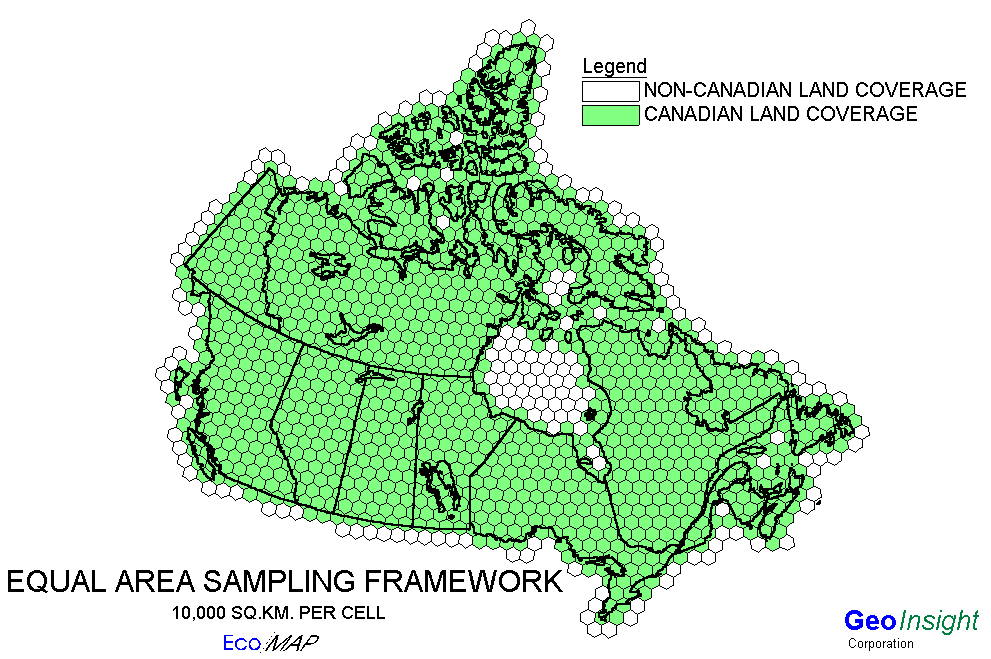 Legend
NON-CANADIAN LAND COVERAGE
CANADIAN LAND COVERAGE
EQUAL AREA SAMPLING FRAMEWORK
10,000 SQ.KM. PER CELL
EcoMAP
GeoInsight
Corporation